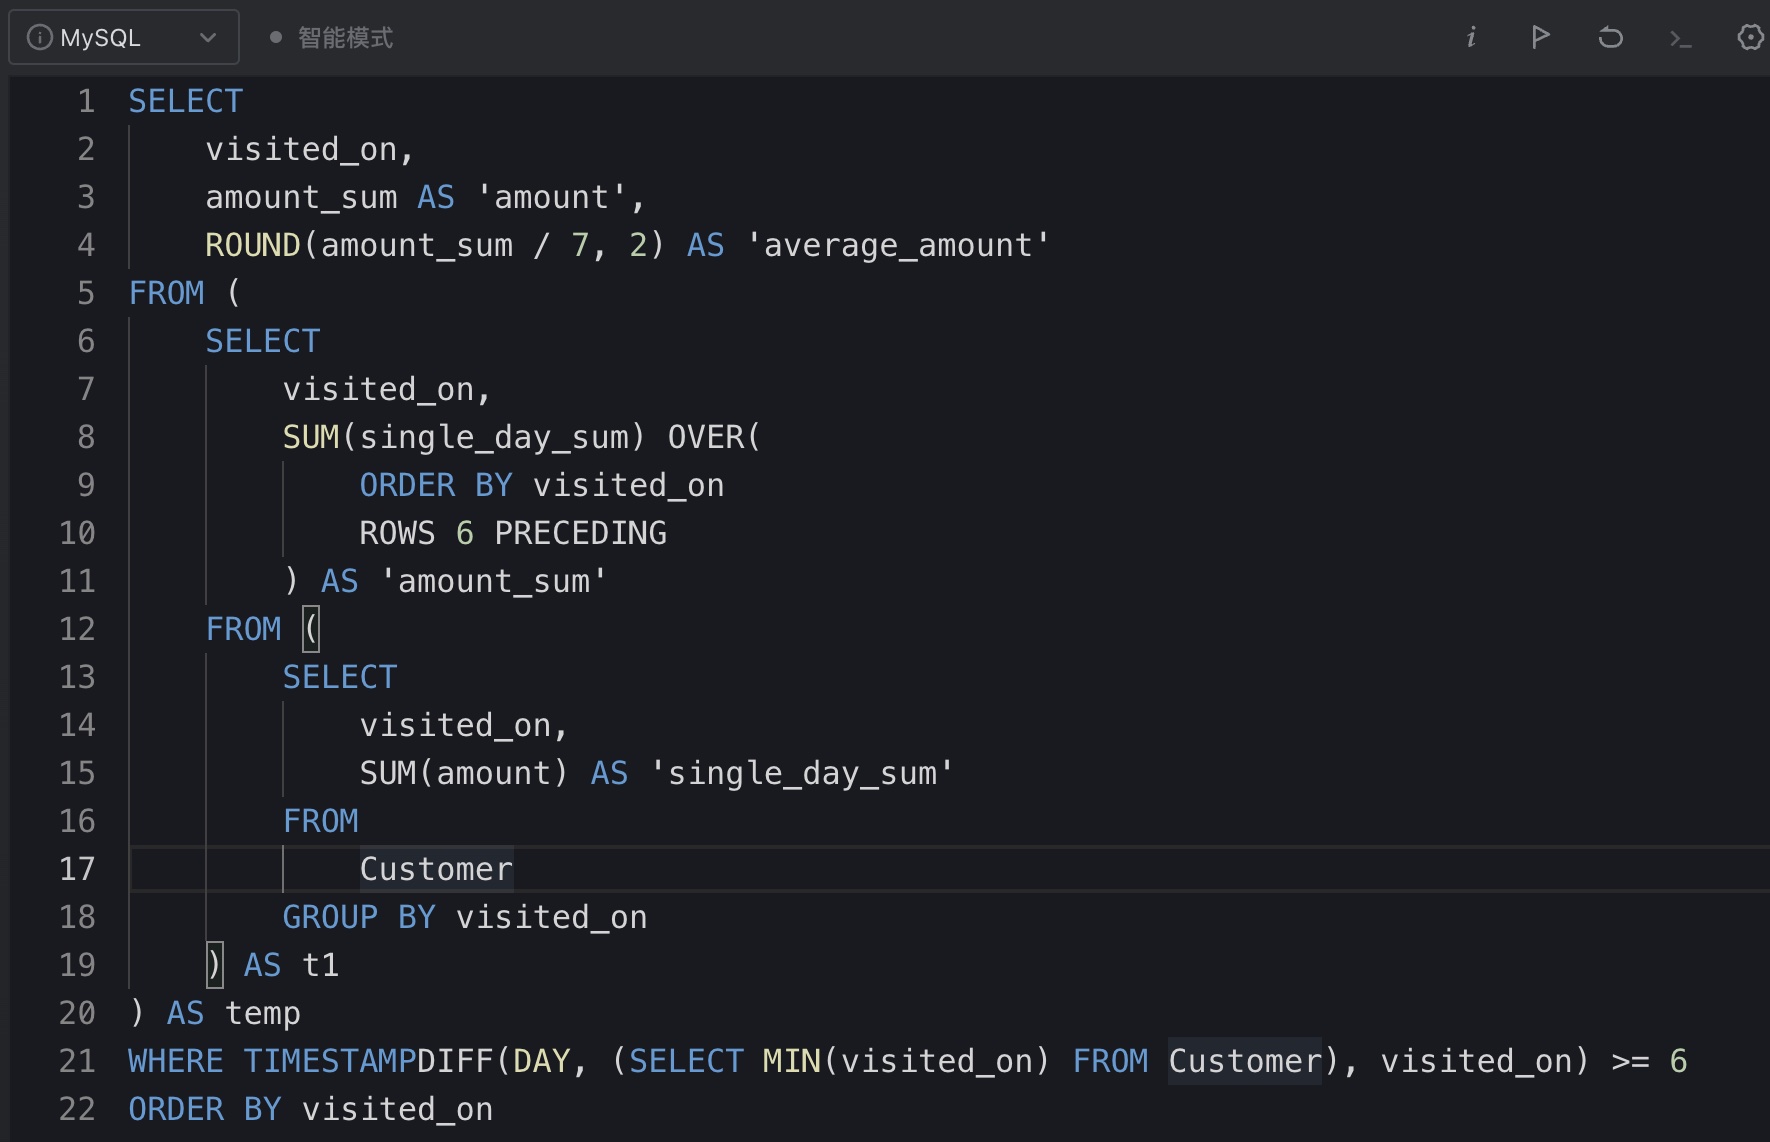 MySQL 智能模式
1 SELECT
2 visited_on,
3 amount_sum AS 'amount',
4 ROUND(amount_sum / 7, 2) AS 'average_amount'
5 FROM (
6 SELECT
7 visited_on,
8 SUM(single_day_sum) OVER(
9 ORDER BY visited_on
10 ROWS 6 PRECEDING
11 ) AS 'amount_sum'
12 FROM (
13 SELECT
14 visited_on,
15 SUM(amount) AS 'single_day_sum'
16 FROM
17 Customer
18 GROUP BY visited_on
19 ) AS t1
20 ) AS temp
21 WHERE TIMESTAMPDIFF(DAY, (SELECT MIN(visited_on) FROM Customer), visited_on) >= 6
22 ORDER BY visited_on